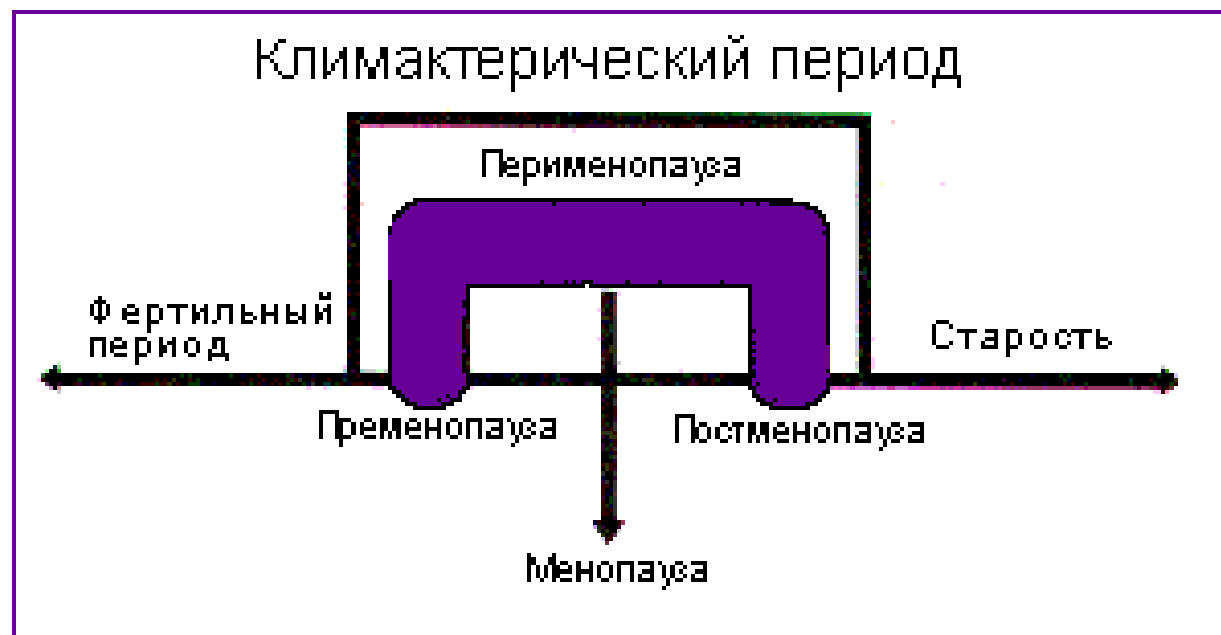 Климактерический период
Перименопауза
Фертильный
период
Старость
Пременопауза
Постменопауза
Менопауза